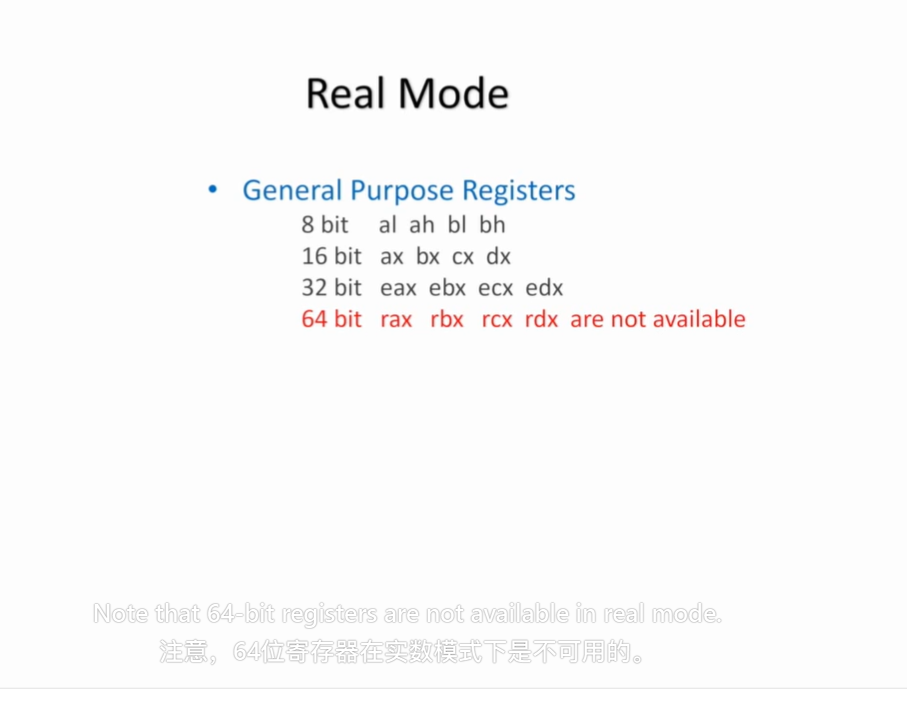 Real Mode
• General Purpose Registers
8 bit al ah bl bh
16 bit ax bx cx dx
32 bit eax ebx ecx edx
64 bit rax rbx rcx rdx are not available
Note that 64-bit registers are not available in real mode.
注意，64位寄存器在实数模式下是不可用的。